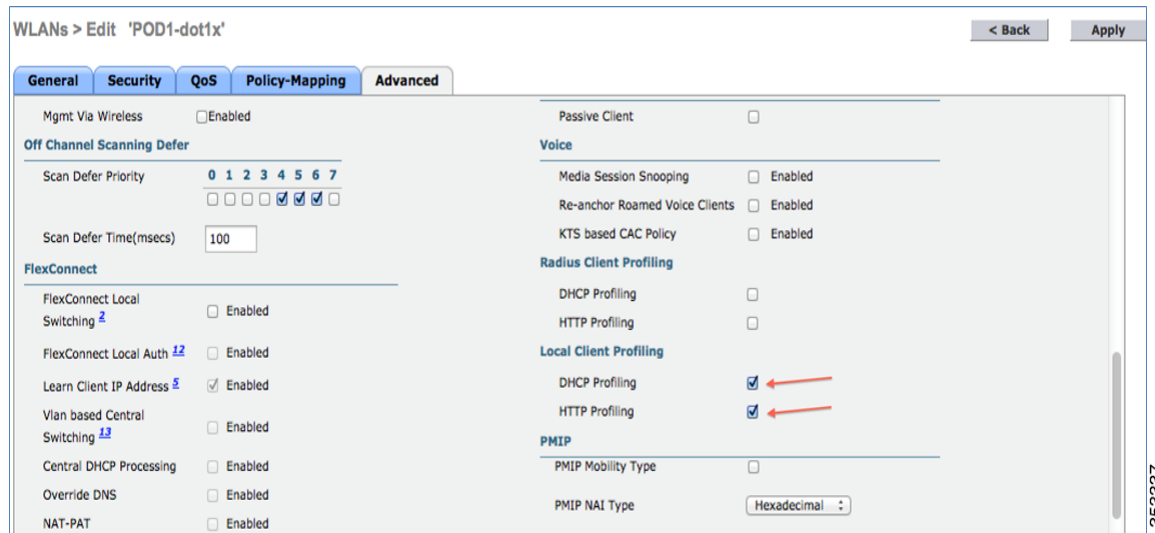 WLANs > Edit 'POD1-dot1x'
< Back
Apply
General
Security
QoS
Policy-Mapping
Advanced
Mgmt Via Wireless
Enabled
Off Channel Scanning Defer
Scan Defer Priority
0 1 2 3 4 5 6 7
Scan Defer Time(msecs)
100
FlexConnect
FlexConnect Local
Switching 2
Enabled
FlexConnect Local Auth 12
Enabled
Learn Client IP Address 5
Enabled
Vlan based Central
Switching 13
Enabled
Central DHCP Processing
Enabled
Override DNS
Enabled
NAT-PAT
Enabled
Passive Client
Voice
Media Session Snooping
Enabled
Re-anchor Roamed Voice Clients
Enabled
KTS based CAC Policy
Enabled
Radius Client Profiling
DHCP Profiling
HTTP Profiling
Local Client Profiling
DHCP Profiling
HTTP Profiling
PMIP
PMIP Mobility Type
PMIP NAI Type
Hexadecimal